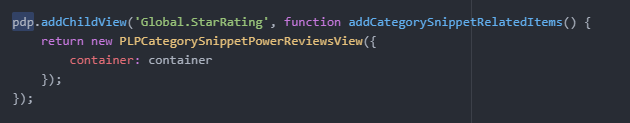 pdp.addChildView('Global.StarRating', function addCategorySnippetRelatedItems() {
    return new PLPCategorySnippetPowerReviewsView({
        container: container
    });
});